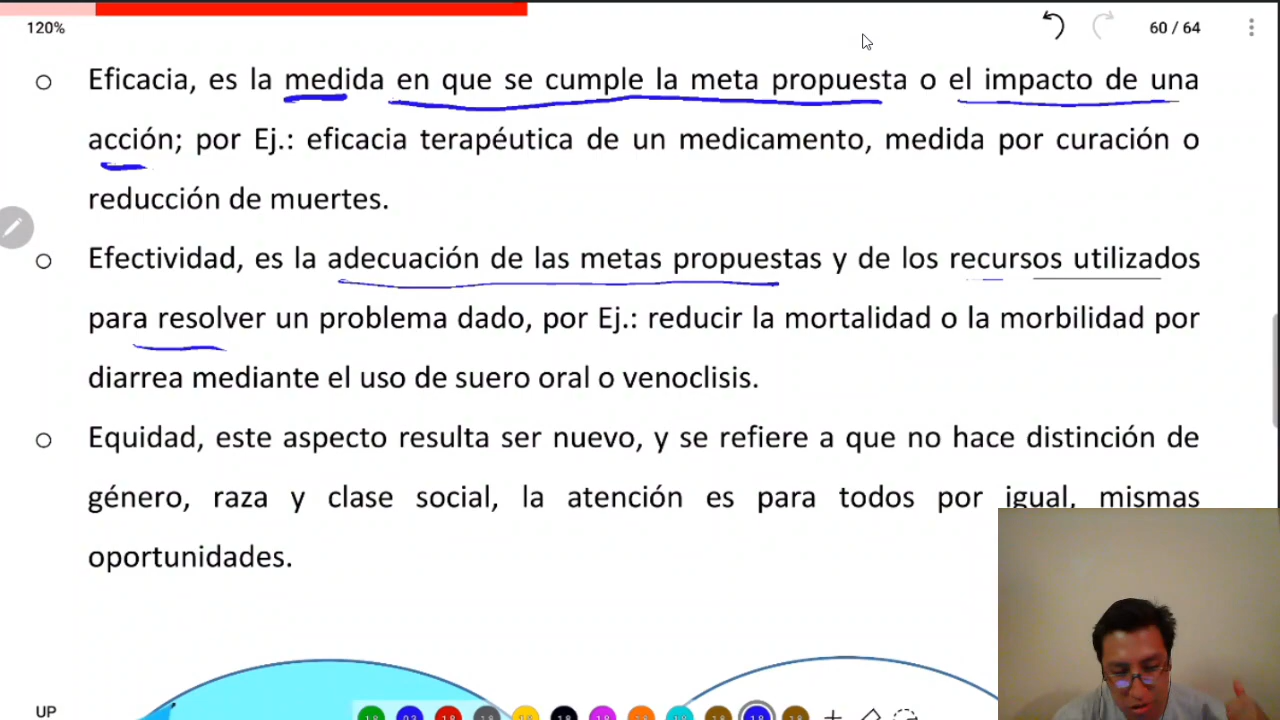 120%
60 / 64
o Eficacia, es la medida en que se cumple la meta propuesta o el impacto de una
acción; por Ej.: eficacia terapéutica de un medicamento, medida por curación o
reducción de muertes.
o Efectividad, es la adecuación de las metas propuestas y de los recursos utilizados
para resolver un problema dado, por Ej.: reducir la mortalidad o la morbilidad por
diarrea mediante el uso de suero oral o venoclisis.
o Equidad, este aspecto resulta ser nuevo, y se refiere a que no hace distinción de
género, raza y clase social, la atención es para todos por igual, mismas
oportunidades.
UP